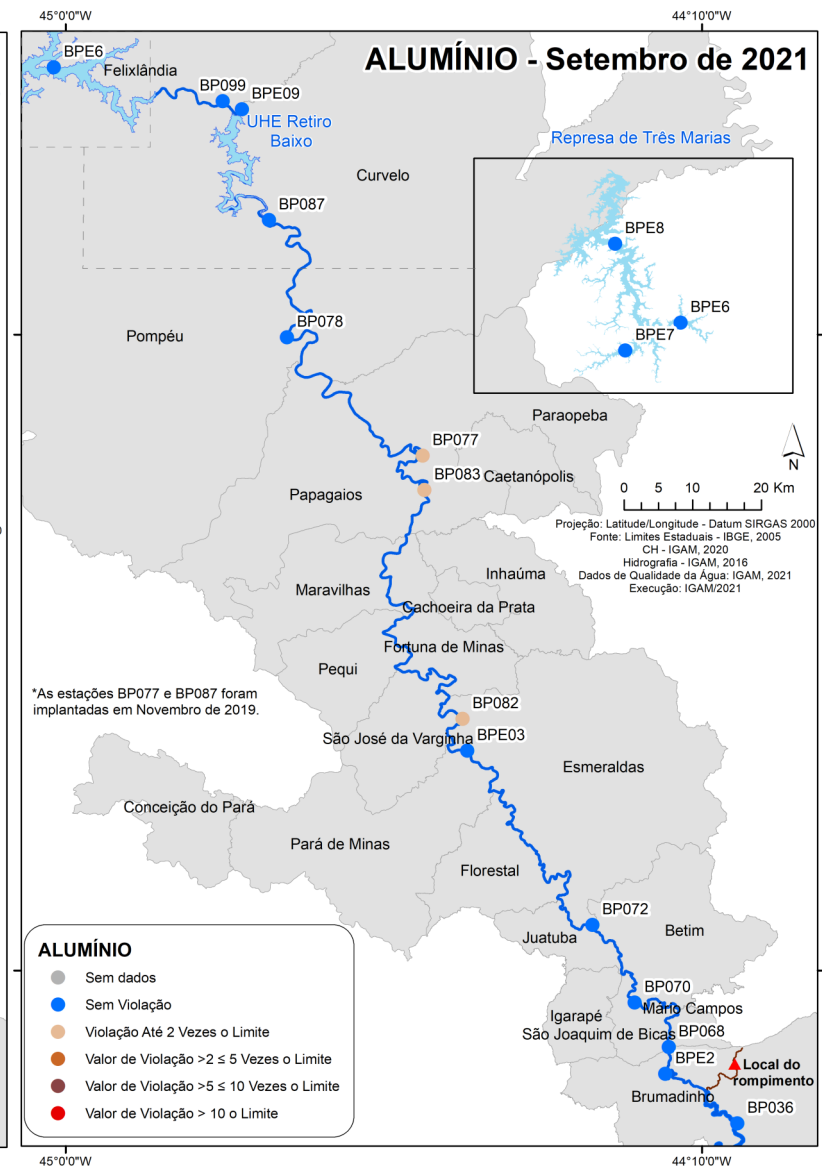 45°0'0"W
44°10'0"W
ALUMÍNIO - Setembro de 2021
BPE6
Felixlândia
BP099
BPE09
UHE Retiro
Baixo
Represa de Três Marias
Curvelo
BP087
BPE8
BPE6
BPE7
BP078
Pompéu
Paraopeba
BP077
N
BP083
Caetanópolis
Papagaios
0 5 10 20 Km
Projeção: Latitude/Longitude - Datum SIRGAS 2000
Fonte: Limites Estaduais - IBGE, 2005
CH - IGAM, 2020
Hidrografia - IGAM, 2016
Dados de Qualidade da Água: IGAM, 2021
Execução: IGAM/2021
Inhaúma
Maravilhas
Cachoeira da Prata
Fortuna de Minas
Pequi
*As estações BP077 e BP087 foram
implantadas em Novembro de 2019.
BP082
São José da Varginha
BPE03
Esmeraldas
Conceição do Pará
Pará de Minas
Florestal
BP072
Juatuba
Betim
BP070
Mário Campos
Igarapé
São Joaquim de Bicas
BP068
BPE2
Local do
rompimento
Brumadinho
BP036
ALUMÍNIO
Sem dados
Sem Violação
Violação Até 2 Vezes o Limite
Valor de Violação >2 ≤ 5 Vezes o Limite
Valor de Violação >5 ≤ 10 Vezes o Limite
Valor de Violação > 10 o Limite
45°0'0"W
44°10'0"W